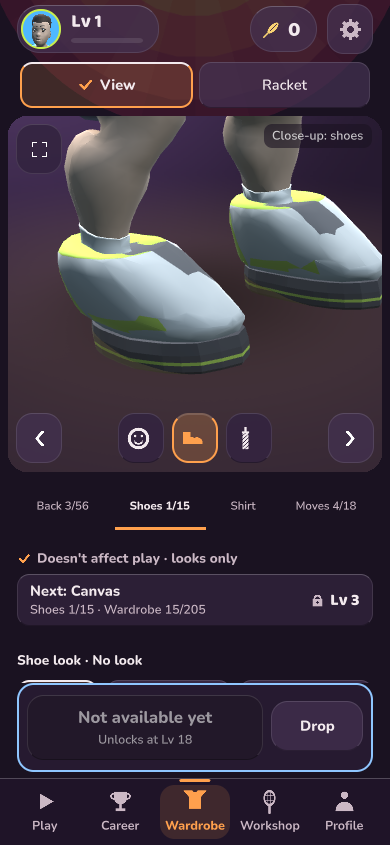 Lv 1
0
View
Racket
Close-up: shoes
Back 3/56
Shoes 1/15
Shirt
Moves 4/18
Doesn't affect play · looks only
Next: Canvas
Shoes 1/15 · Wardrobe 15/205
Lv 3
Shoe look · No look
Not available yet
Unlocks at Lv 18
Drop
Play
Career
Wardrobe
Workshop
Profile